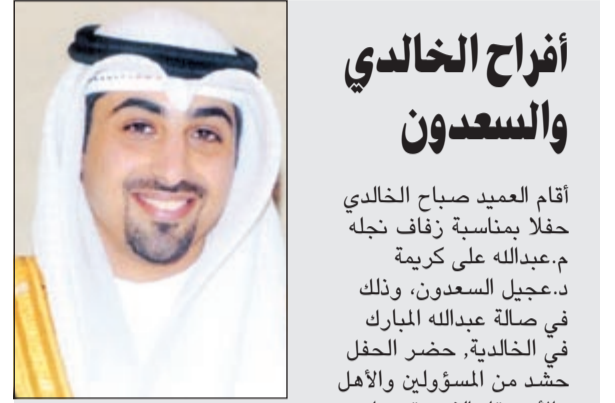 أفراح الخالدي
والسعدون
أقام العميد صباح الخالدي
حفلا بمناسبة زفاف نجله
م.عبدالله على كريمة
د.عجيل السعدون، وذلك
في صالة عبدالله المبارك
في الخالدية, حضر الحفل
حشد من المسؤولين والأهل